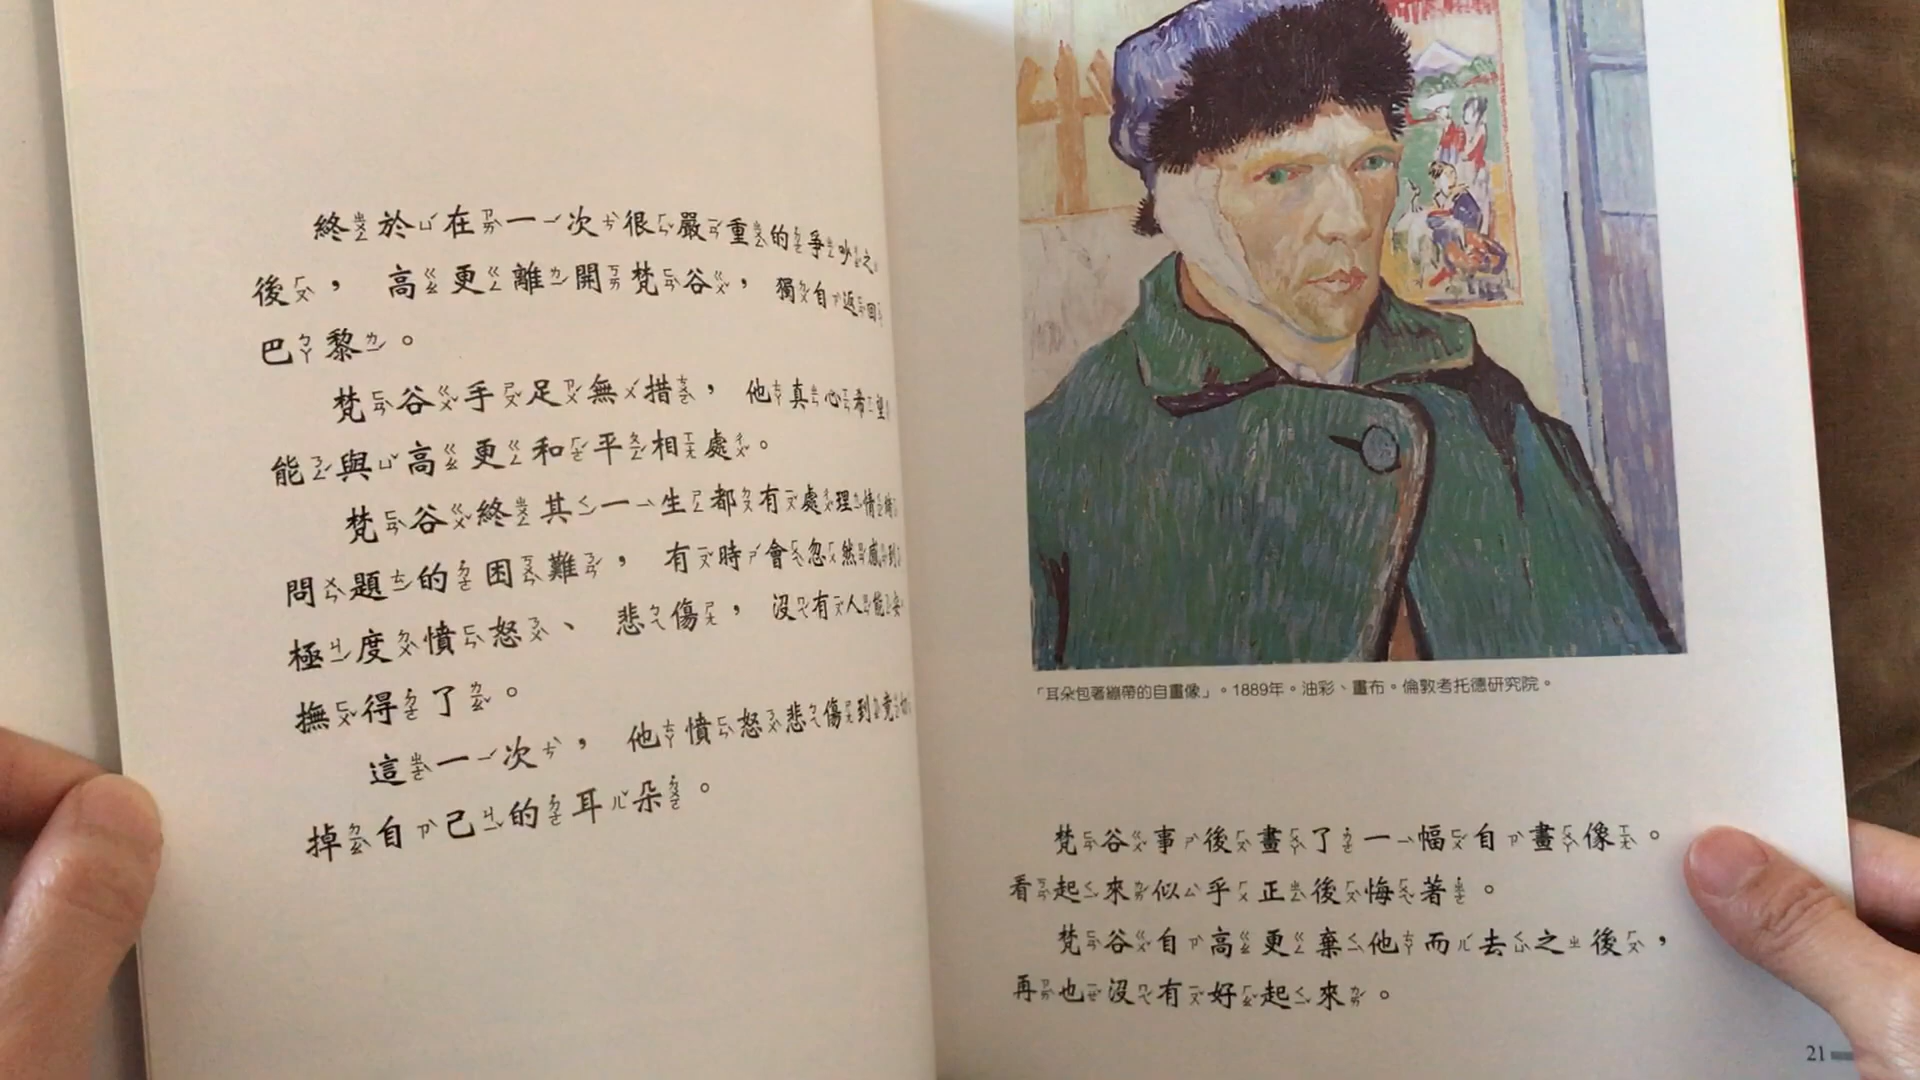 終於在一次很嚴重的爭吵之
後，高更離開梵谷，獨自返回
巴黎。
梵谷手足無措，他真心希望
能與高更和平相處。
梵谷終其一生都有處理情緒
問題的困難，有時會忽然感到
極度憤怒、悲傷，沒有人能安
撫得了。
這一次，他憤怒悲傷到竟切
掉自己的耳朵。
「耳朵包著繃帶的自畫像」。1889年。油彩、畫布。倫敦考托德研究院。
梵谷事後畫了一幅自畫像。
看起來似乎正後悔著。
梵谷自高更棄他而去之後，
再也沒有好起來。
21